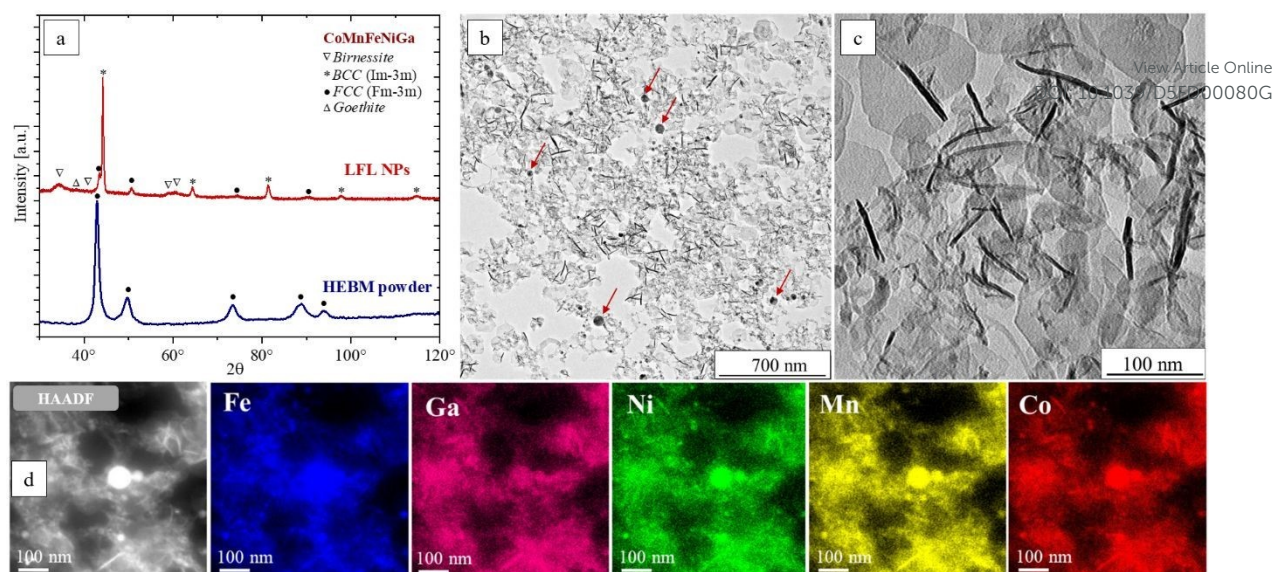 a
CoMnFeNiGa
▽ Birnessite
* BCC (Im-3m)
• FCC (Fm-3m)
△ Goethite
LFL NPs
HEBM powder
Intensity [a.u.]
40° 60° 80° 100° 120°
2θ
b
700 nm
c
View Article Online
100 nm
HAADF
d
100 nm
Fe
100 nm
Ga
100 nm
Ni
100 nm
Mn
100 nm
Co
100 nm